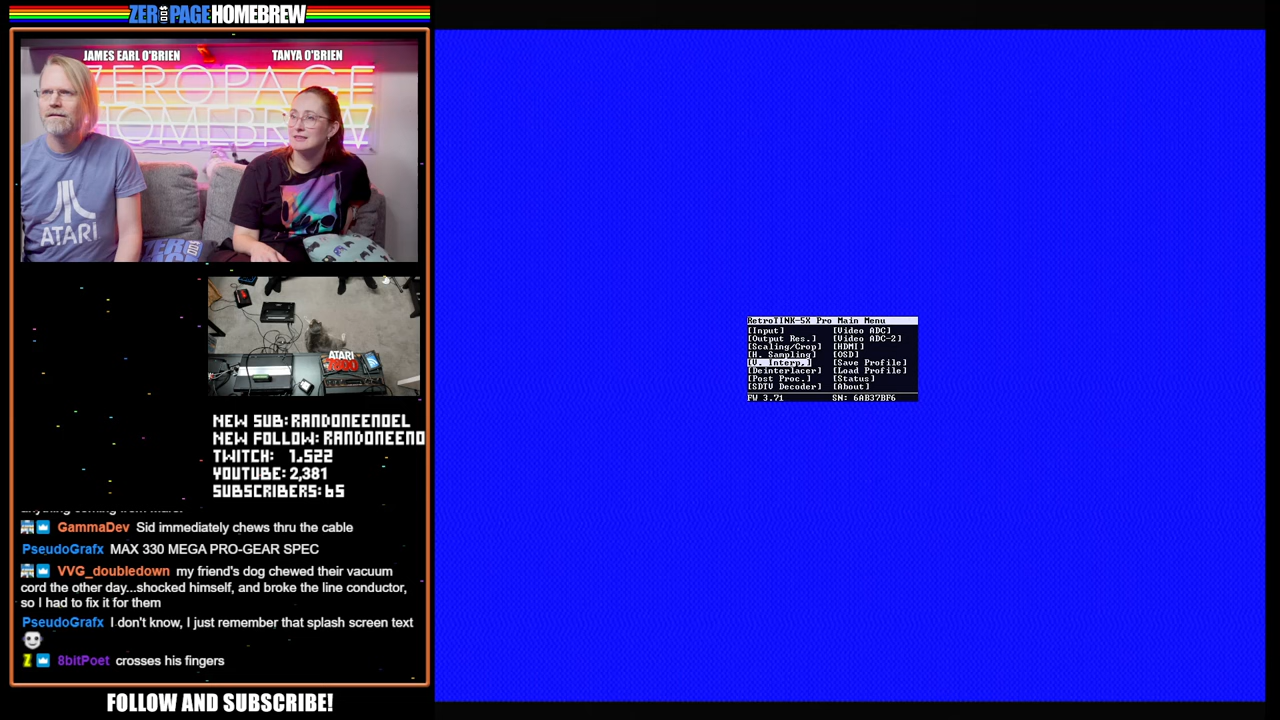 ZEROPAGE HOMEBREW
JAMES EARL O'BRIEN
TANYA O'BRIEN
ZEROPAGE
HOMEBREW
ATARI
ATARI
7800
NEW SUB: RANDONEENOEL
NEW FOLLOW: RANDONEENO
TWITCH: 1,522
YOUTUBE: 2,381
SUBSCRIBERS: 65
GammaDev Sid immediately chews thru the cable
PseudoGrafx MAX 330 MEGA PRO-GEAR SPEC
VVG_doubledown my friend's dog chewed their vacuum
cord the other day...shocked himself, and broke the line conductor,
so I had to fix it for them
PseudoGrafx I don't know, I just remember that splash screen text
Z 8bitPoet crosses his fingers
FOLLOW AND SUBSCRIBE!
RetroTINK-5X Pro Main Menu
[Input] [Video ADC]
[Output Res.] [Video ADC-2]
[Scaling/Crop] [HDMI]
[H. Sampling] [OSD]
[V. Interp.] [Save Profile]
[Deinterlacer] [Load Profile]
[Post Proc.] [Status]
[SDTV Decoder] [About]
FW 3.71 SN: 6AB37BF6